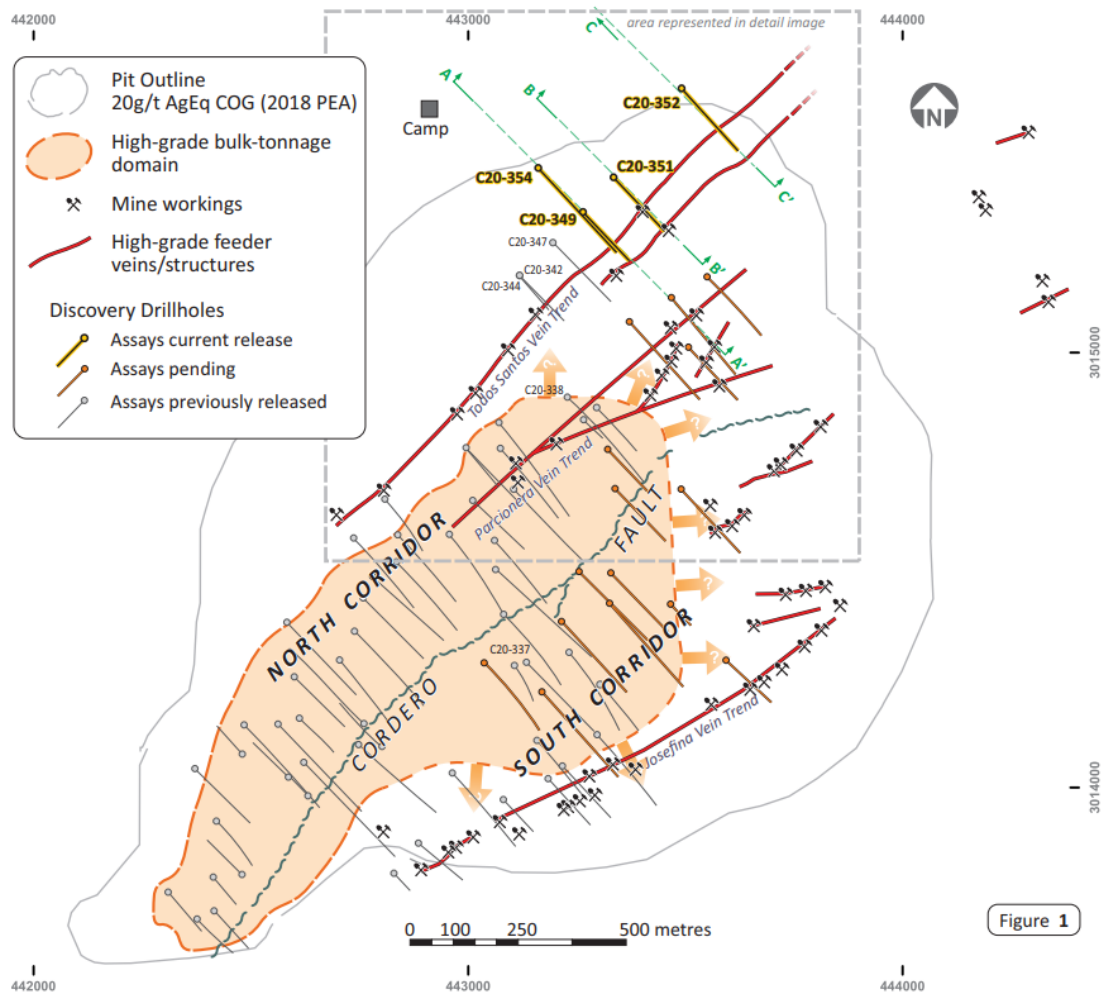 442000
443000
444000
area represented in detail image
Pit Outline
20g/t AgEq COG (2018 PEA)
High-grade bulk-tonnage
domain
Mine workings
High-grade feeder
veins/structures
Discovery Drillholes
Assays current release
Assays pending
Assays previously released
C
A
B
Camp
N
C20-352
C20-351
C20-354
C20-349
C'
C20-347
C20-342
C20-344
B'
A'
Todos Santos Vein Trend
3015000
?
?
C20-338
?
Parcionera Vein Trend
?
FAULT
NORTH CORRIDOR
?
C20-337
SOUTH CORRIDOR
?
CORDERO
Josefina Vein Trend
?
?
3014000
0 100 250 500 metres
Figure 1
442000
443000
444000